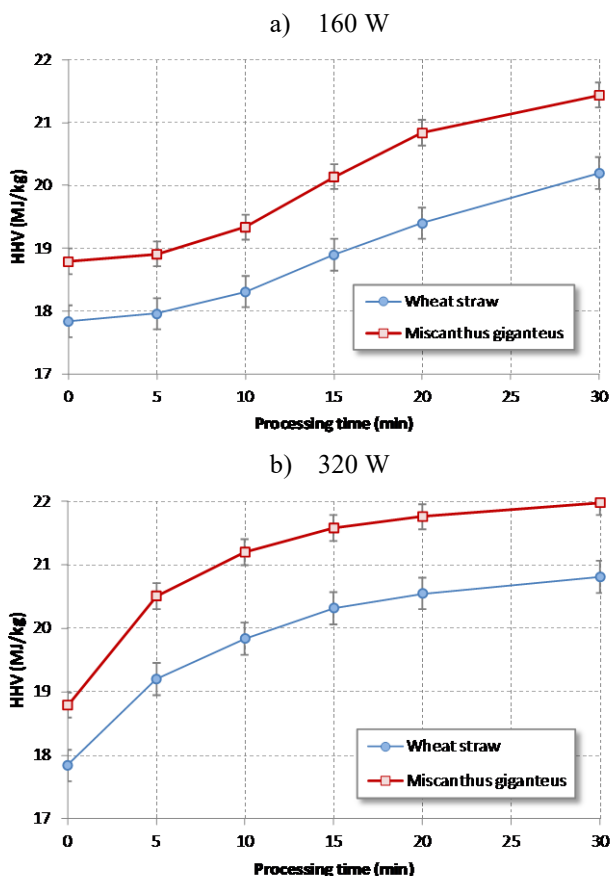 a) 160 W
22
21
20
19
18
17
HHV (MJ/kg)
Wheat straw
Miscanthus giganteus
0 5 10 15 20 25 30
Processing time (min)
b) 320 W
22
21
20
19
18
17
HHV (MJ/kg)
Wheat straw
Miscanthus giganteus
0 5 10 15 20 25 30
Processing time (min)